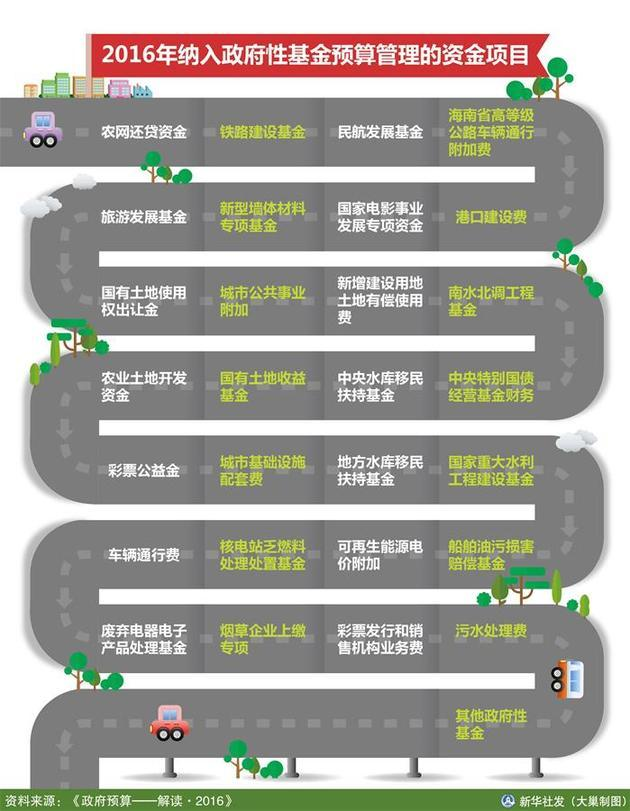 2016年纳入政府性基金预算管理的资金项目
农网还贷资金
铁路建设基金
民航发展基金
海南省高等级
公路车辆通行
附加费
旅游发展基金
新型墙体材料
专项基金
国家电影事业
发展专项资金
港口建设费
国有土地使用
权出让金
城市公共事业
附加
新增建设用地
土地有偿使用
费
南水北调工程
基金
农业土地开发
资金
国有土地收益
基金
中央水库移民
扶持基金
中央特别国债
经营基金财务
彩票公益金
城市基础设施
配套费
地方水库移民
扶持基金
国家重大水利
工程建设基金
车辆通行费
核电站乏燃料
处理处置基金
可再生能源电
价附加
船舶油污损害
赔偿基金
废弃电器电子
产品处理基金
烟草企业上缴
专项
彩票发行和销
售机构业务费
污水处理费
其他政府性
基金
资料来源：《政府预算——解读·2016》
新华社发（大巢制图）